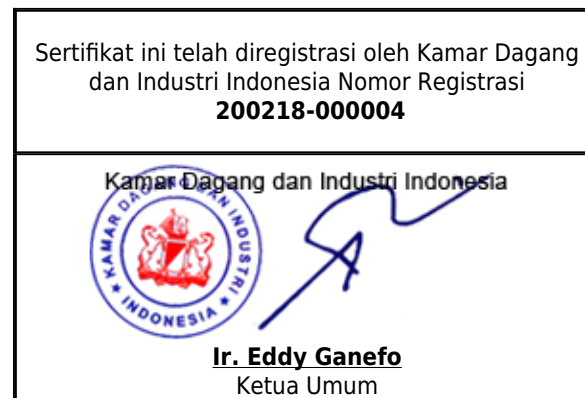 Sertifikat ini telah diregistrasi oleh Kamar Dagang
dan Industri Indonesia Nomor Registrasi
200218-000004
Kamar Dagang dan Industri Indonesia
KAMAR DAGANG DAN INDUSTRI
INDONESIA
Ir. Eddy Ganefo
Ketua Umum